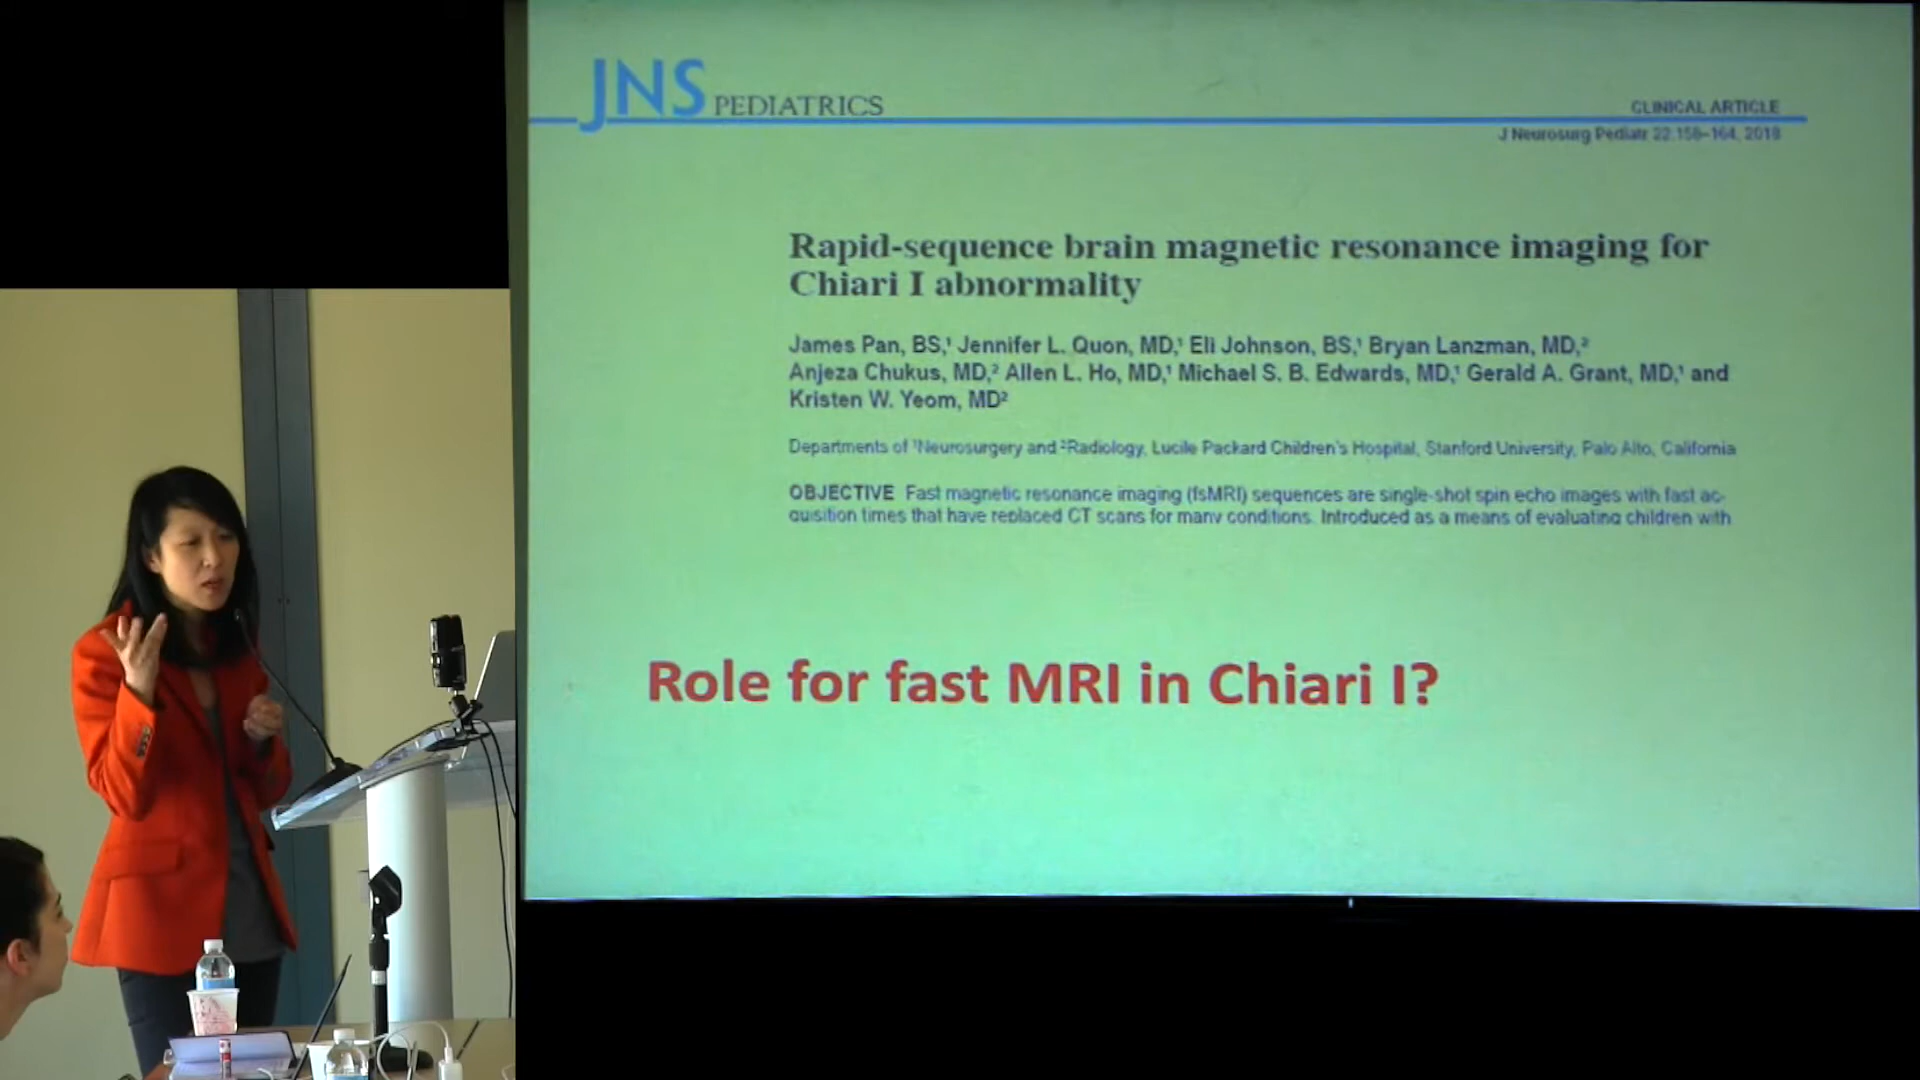 JNS PEDIATRICS
CLINICAL ARTICLE
J Neurosurg Pediatr 22:158–164, 2018
Rapid-sequence brain magnetic resonance imaging for
Chiari I abnormality
James Pan, BS,¹ Jennifer L. Quon, MD,¹ Eli Johnson, BS,¹ Bryan Lanzman, MD,²
Anjeza Chukus, MD,² Allen L. Ho, MD,¹ Michael S. B. Edwards, MD,¹ Gerald A. Grant, MD,¹ and
Kristen W. Yeom, MD²
Departments of ¹Neurosurgery and ²Radiology, Lucile Packard Children's Hospital, Stanford University, Palo Alto, California
OBJECTIVE Fast magnetic resonance imaging (fsMRI) sequences are single-shot spin echo images with fast ac-
quisition times that have replaced CT scans for many conditions. Introduced as a means of evaluating children with
Role for fast MRI in Chiari I?